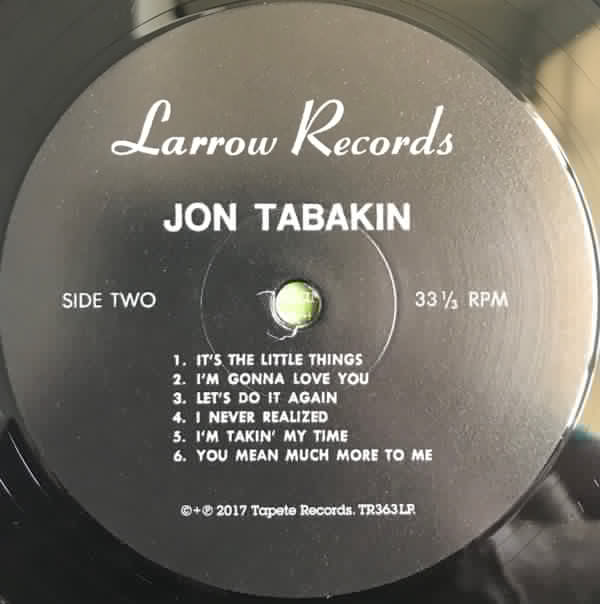 Larrow Records
JON TABAKIN
SIDE TWO
33 ⅓ RPM
1. IT'S THE LITTLE THINGS
2. I'M GONNA LOVE YOU
3. LET'S DO IT AGAIN
4. I NEVER REALIZED
5. I'M TAKIN' MY TIME
6. YOU MEAN MUCH MORE TO ME
©+℗ 2017 Tapete Records. TR363LP.